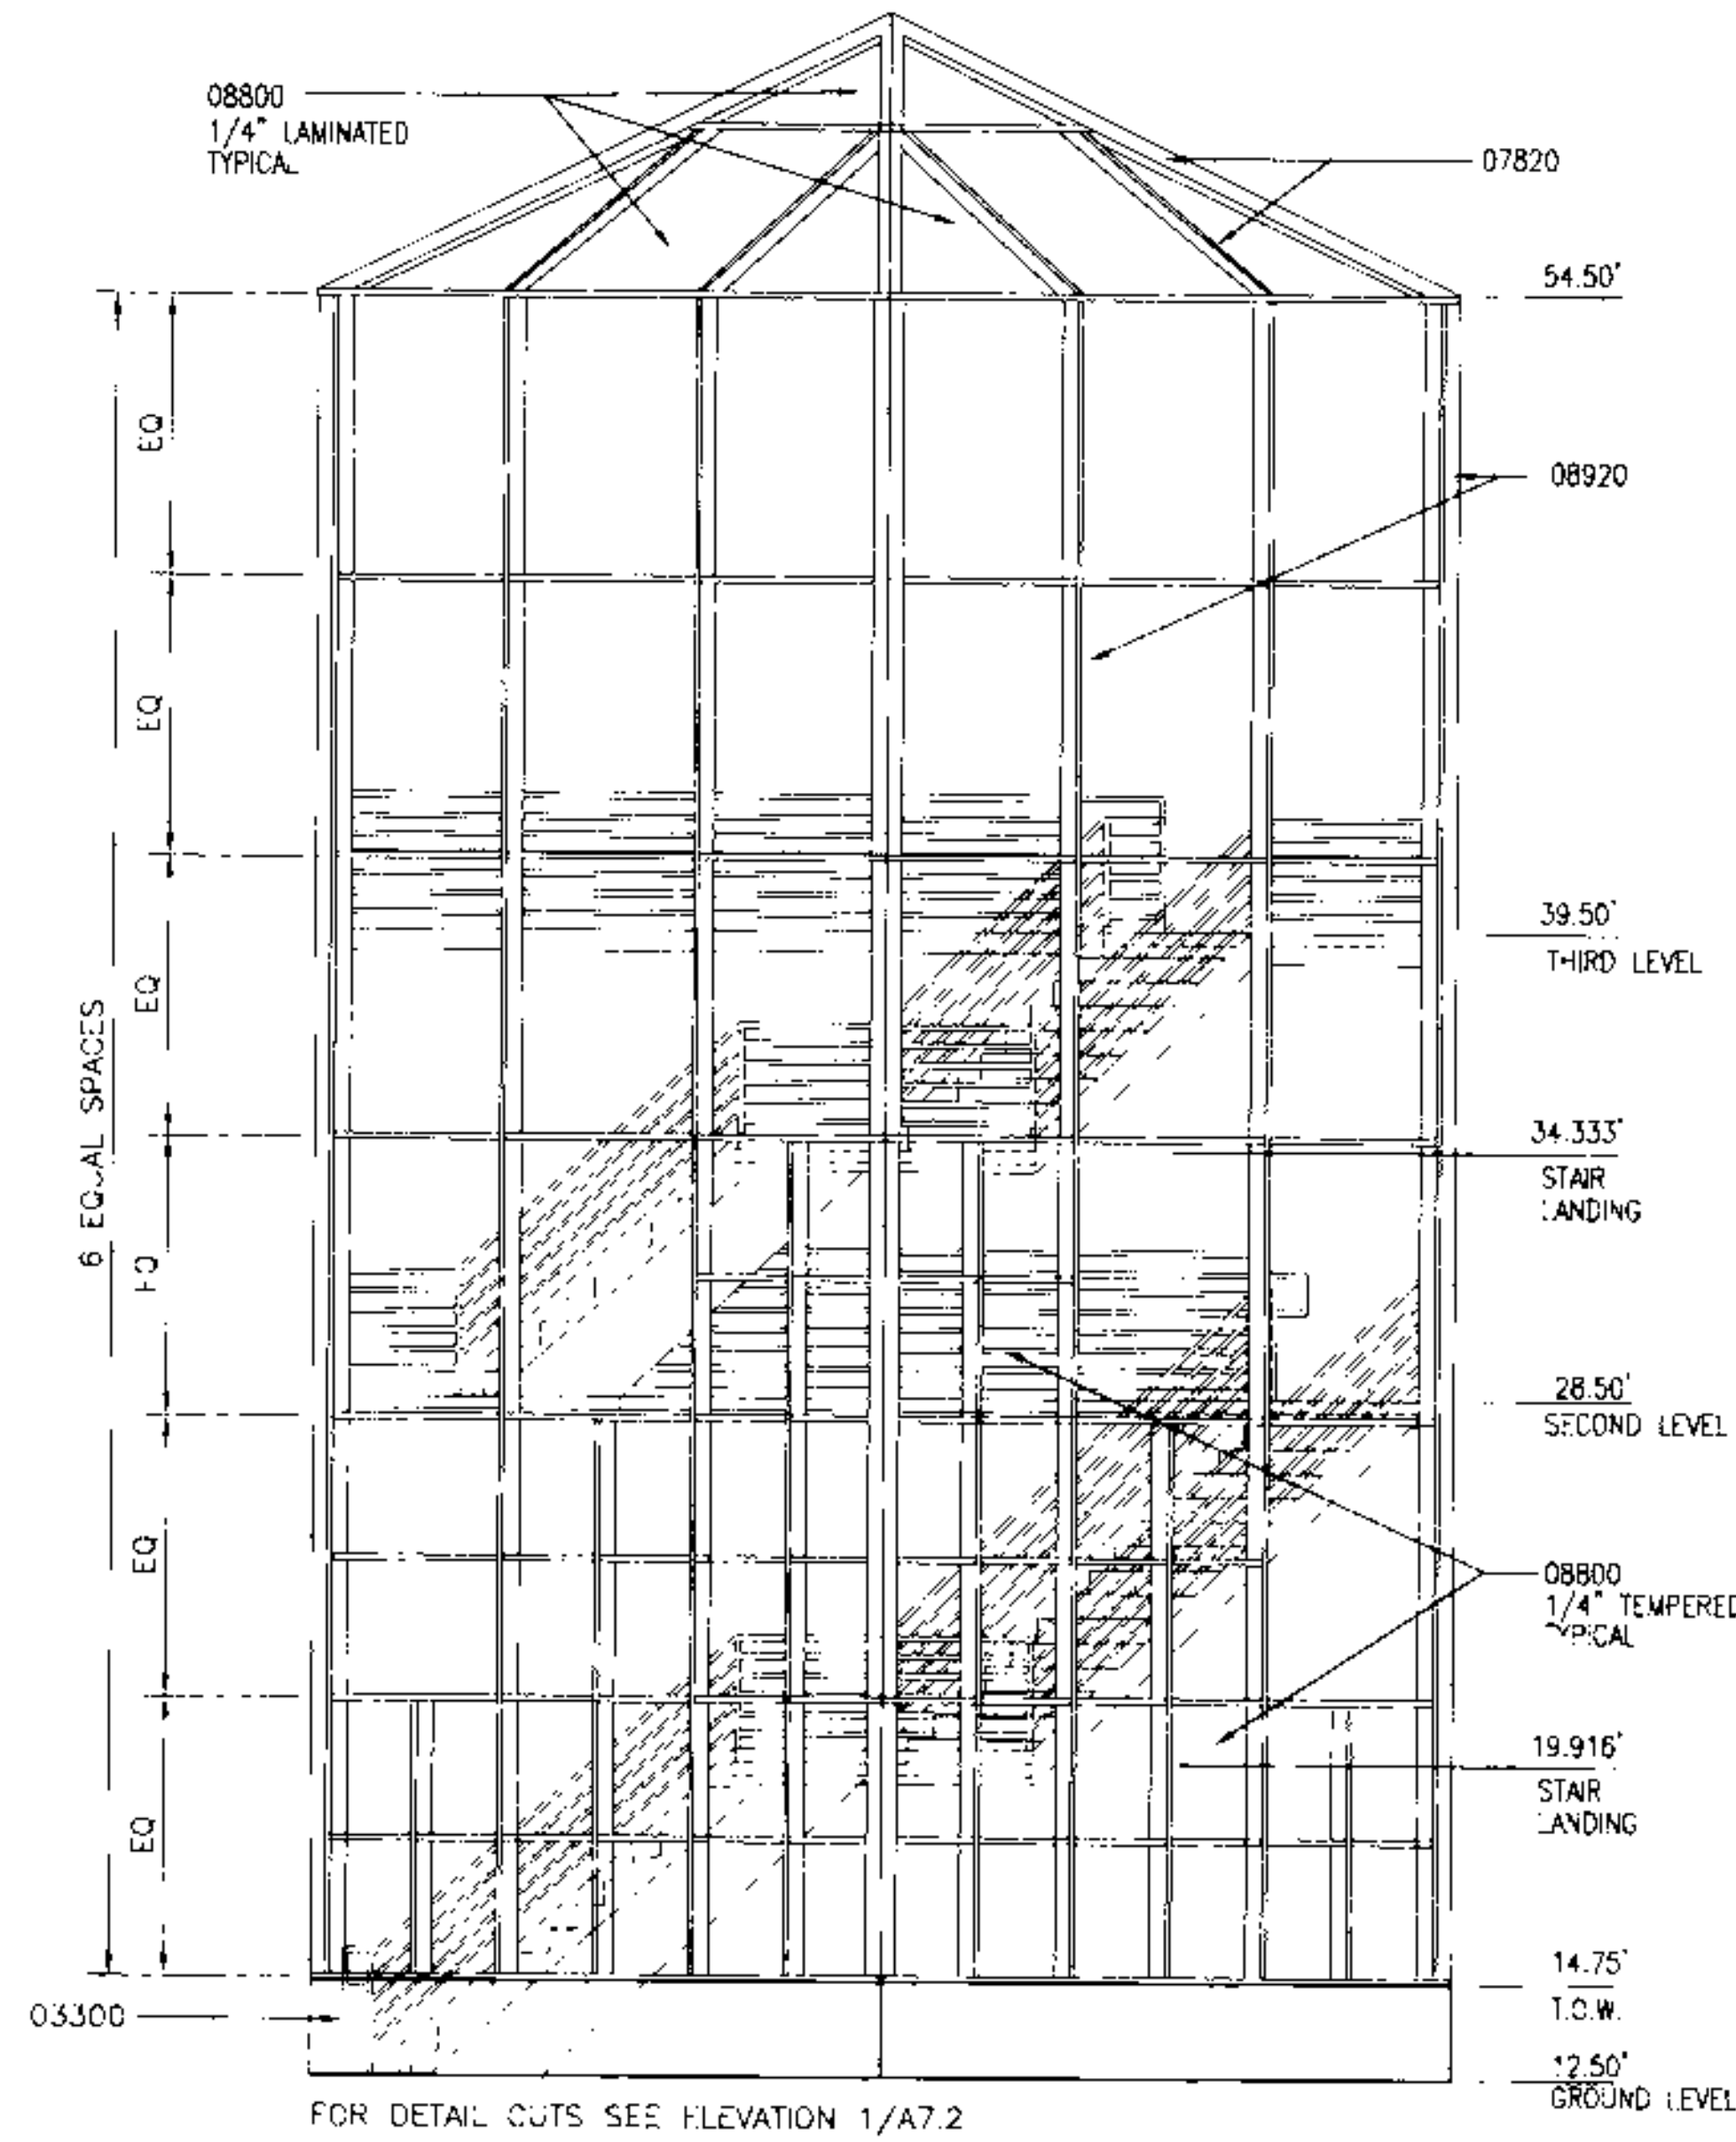 08800
1/4" LAMINATED
TYPICAL
07820
54.50'
EQ
08920
EQ
39.50'
THIRD LEVEL
EQ
6 EQUAL SPACES
34.333'
STAIR
LANDING
EQ
28.50'
SECOND LEVEL
EQ
08800
1/4" TEMPERED
TYPICAL
19.916'
STAIR
LANDING
EQ
14.75'
T.O.W.
03300
12.50'
GROUND LEVEL
FOR DETAIL CUTS SEE ELEVATION 1/A7.2